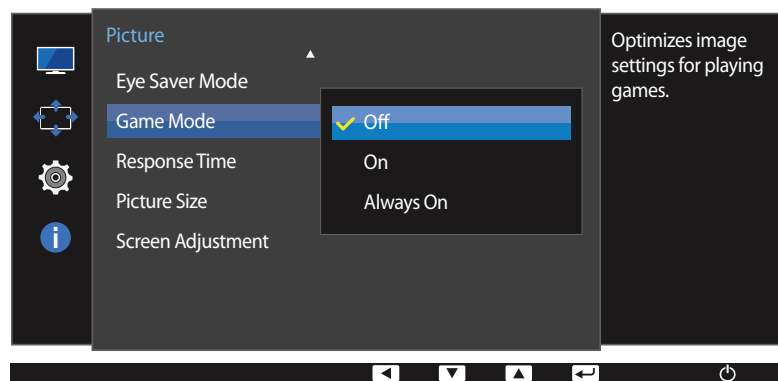 Picture
Eye Saver Mode
Game Mode
Response Time
Picture Size
Screen Adjustment
Off
On
Always On
Optimizes image
settings for playing
games.